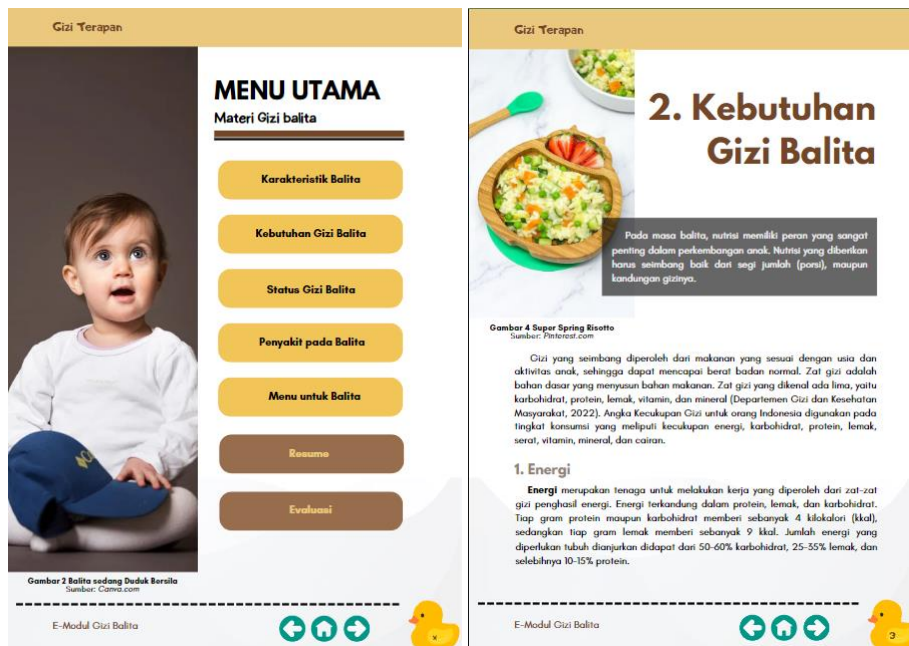 Gizi Terapan
MENU UTAMA
Materi Gizi balita
Karakteristik Balita
Kebutuhan Gizi Balita
Status Gizi Balita
Penyakit pada Balita
Menu untuk Balita
Resume
Evaluasi
Gambar 2 Balita sedang Duduk Bersila
Sumber: Canva.com
E-Modul Gizi Balita
x
Gizi Terapan
2. Kebutuhan
Gizi Balita
Pada masa balita, nutrisi memiliki peran yang sangat
penting dalam perkembangan anak. Nutrisi yang diberikan
harus seimbang baik dari segi jumlah (porsi), maupun
kandungan gizinya.
Gambar 4 Super Spring Risotto
Sumber: Pinterest.com
Gizi yang seimbang diperoleh dari makanan yang sesuai dengan usia dan
aktivitas anak, sehingga dapat mencapai berat badan normal. Zat gizi adalah
bahan dasar yang menyusun bahan makanan. Zat gizi yang dikenal ada lima, yaitu
karbohidrat, protein, lemak, vitamin, dan mineral (Departemen Gizi dan Kesehatan
Masyarakat, 2022). Angka Kecukupan Gizi untuk orang Indonesia digunakan pada
tingkat konsumsi yang meliputi kecukupan energi, karbohidrat, protein, lemak,
serat, vitamin, mineral, dan cairan.
1. Energi
Energi merupakan tenaga untuk melakukan kerja yang diperoleh dari zat-zat
gizi penghasil energi. Energi terkandung dalam protein, lemak, dan karbohidrat.
Tiap gram protein maupun karbohidrat memberi sebanyak 4 kilokalori (kkal),
sedangkan tiap gram lemak memberi sebanyak 9 kkal. Jumlah energi yang
diperlukan tubuh dianjurkan didapat dari 50-60% karbohidrat, 25-35% lemak, dan
selebihnya 10-15% protein.
E-Modul Gizi Balita
3